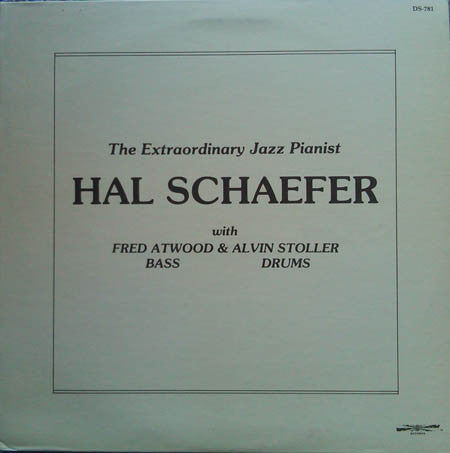 DS-781
The Extraordinary Jazz Pianist
HAL SCHAEFER
with
FRED ATWOOD & ALVIN STOLLER
BASS DRUMS